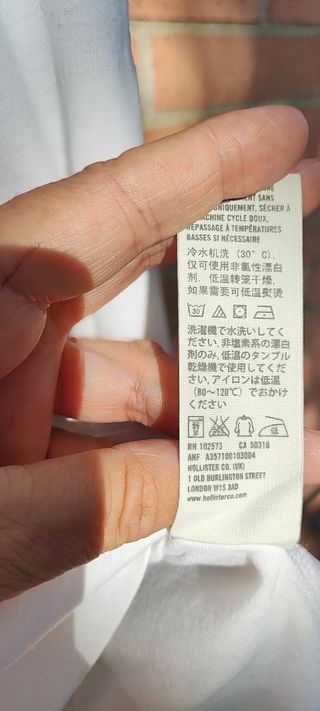 MENT SANS
UNIQUEMENT, SÉCHER À
MACHINE CYCLE DOUX,
REPASSAGE À TEMPÉRATURES
BASSES SI NÉCESSAIRE
冷水机洗 (30° C).
仅可使用非氯性漂白
剂. 低温转笼干燥.
如果需要可低温熨烫
30
洗濯機で水洗いしてく
ださい. 非塩素系の漂白
剤のみ, 低温のタンブル
乾燥機で使用してくだ
さい, アイロンは低温
(80〜120℃) でおかけ
ください
低
RN 102573 CA 50316
ANF A357100103004
HOLLISTER CO. (UK)
1 OLD BURLINGTON STREET
LONDON W1S 3AD
www.hollisterco.com